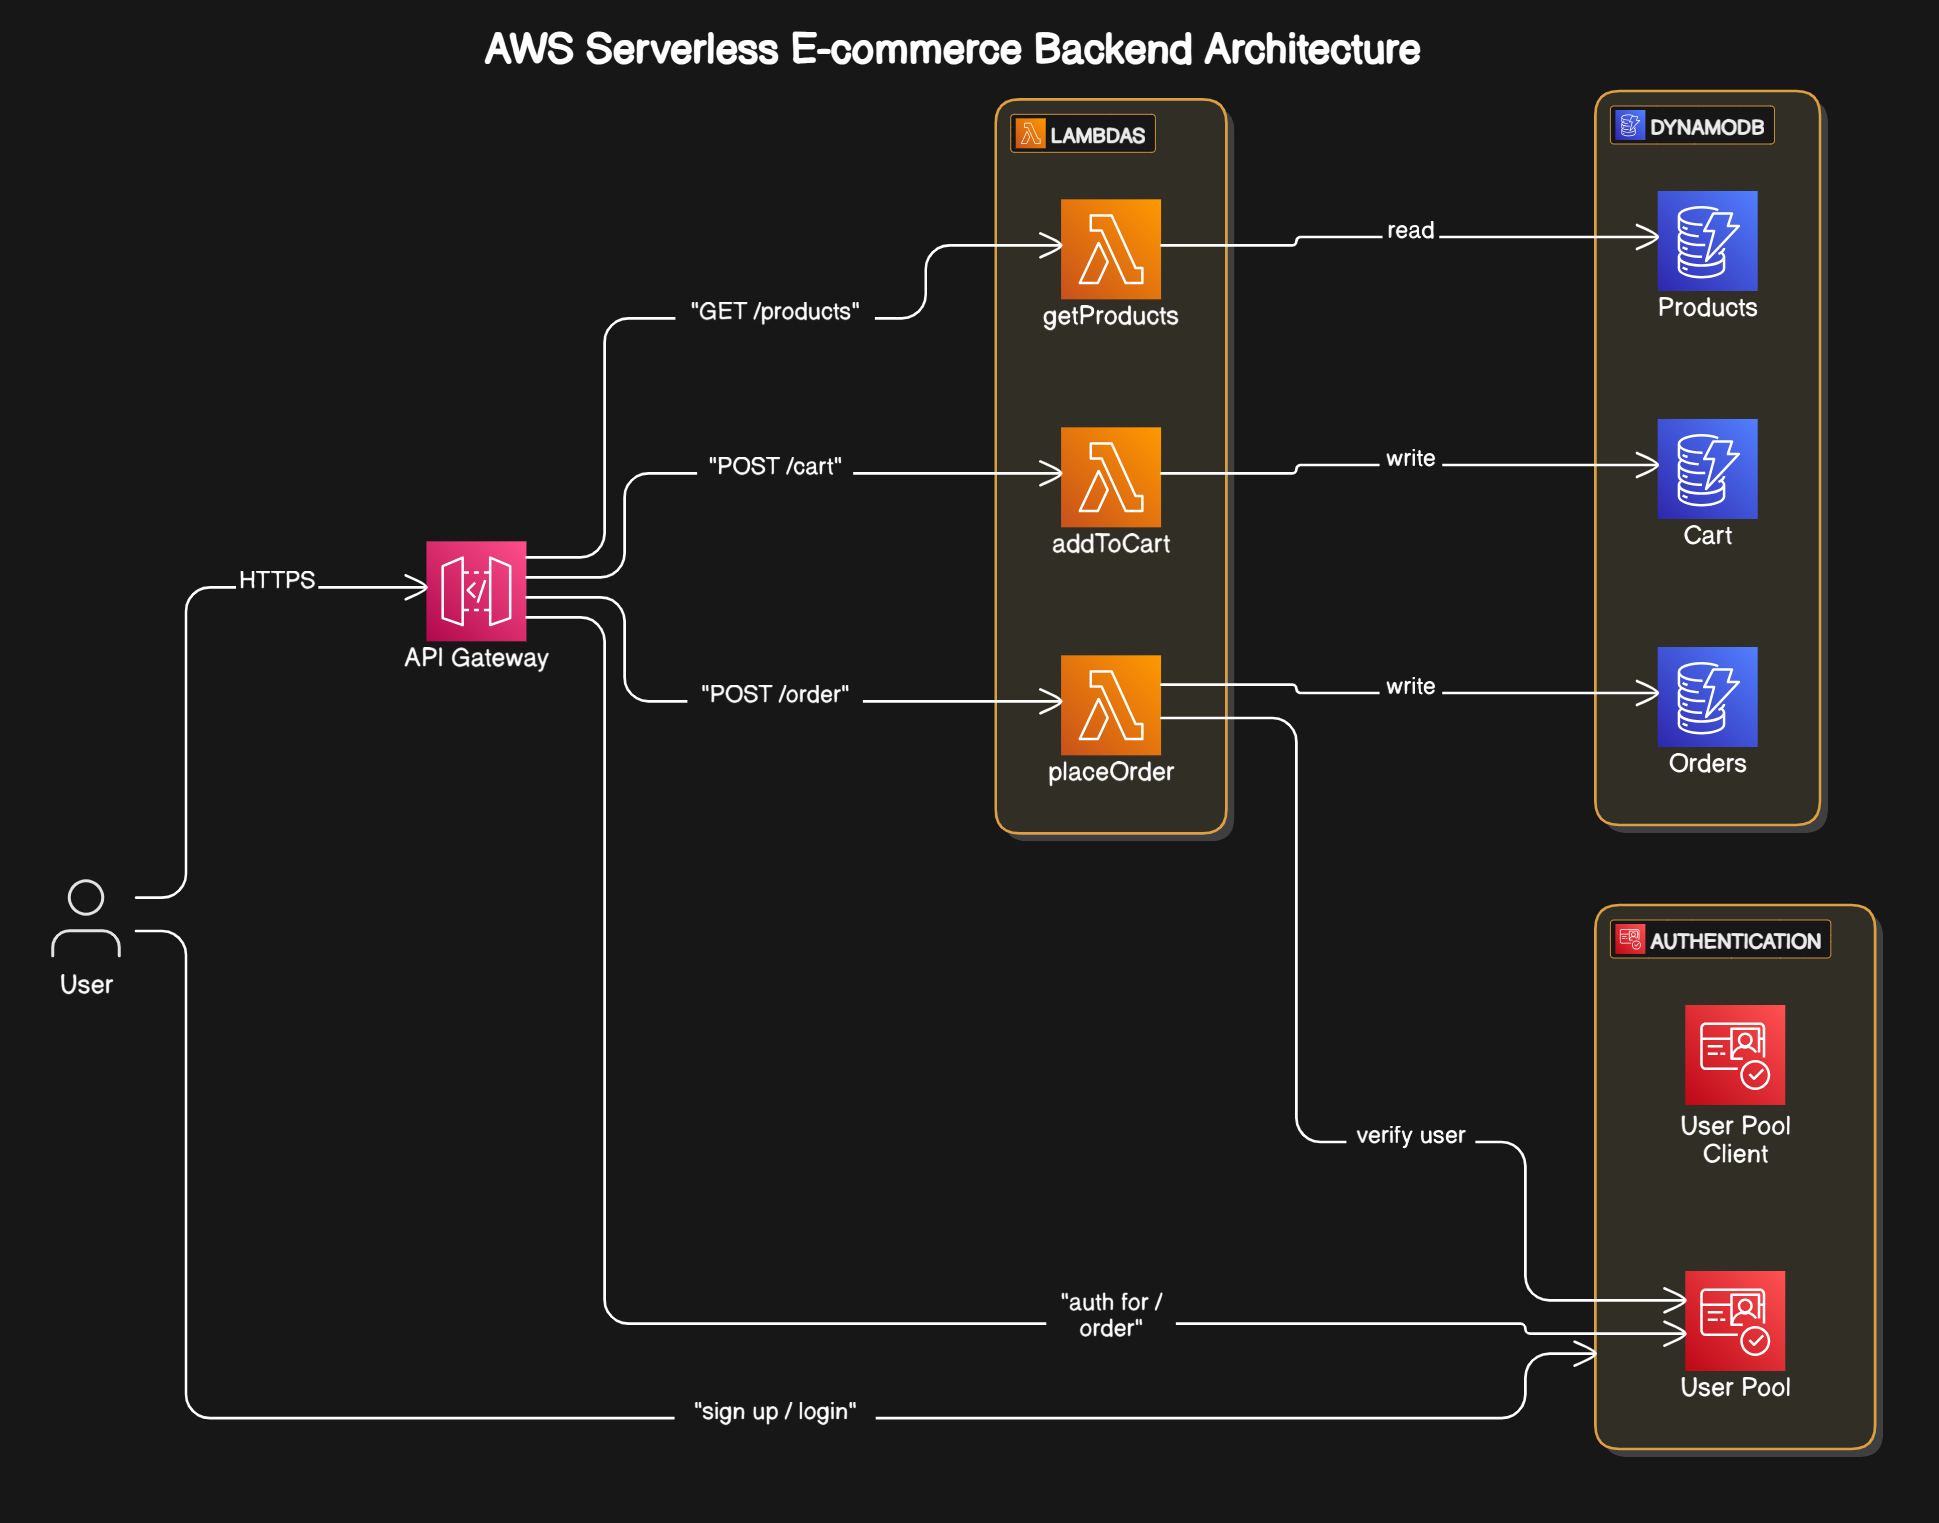 AWS Serverless E-commerce Backend Architecture
LAMBDAS
DYNAMODB
getProducts
read
Products
"GET /products"
"POST /cart"
addToCart
write
Cart
HTTPS
API Gateway
"POST /order"
placeOrder
write
Orders
User
AUTHENTICATION
User Pool
Client
verify user
"auth for /
order"
User Pool
"sign up / login"